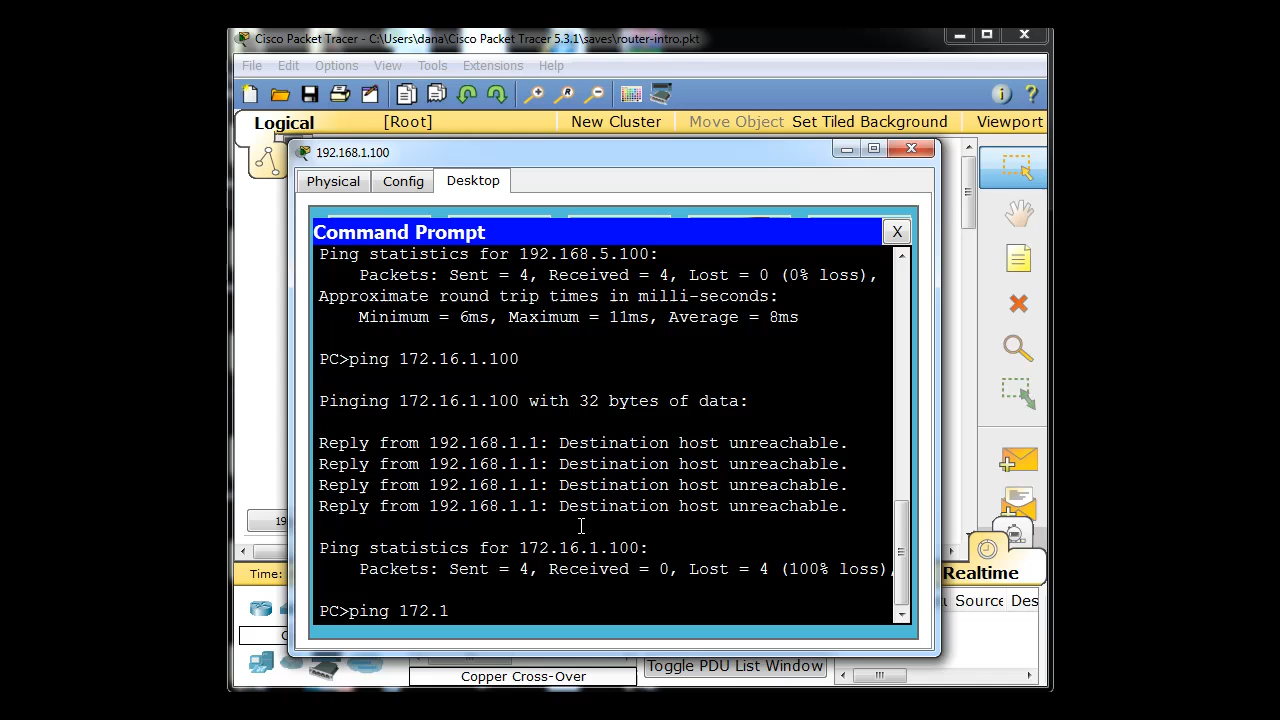 Cisco Packet Tracer - C:\Users\dana\Cisco Packet Tracer 5.3.1\saves\router-intro.pkt
File Edit Options View Tools Extensions Help
Logical [Root] New Cluster Move Object Set Tiled Background Viewport
192.168.1.100
Physical Config Desktop
Command Prompt X
Ping statistics for 192.168.5.100:
Packets: Sent = 4, Received = 4, Lost = 0 (0% loss),
Approximate round trip times in milli-seconds:
Minimum = 6ms, Maximum = 11ms, Average = 8ms
PC>ping 172.16.1.100
Pinging 172.16.1.100 with 32 bytes of data:
Reply from 192.168.1.1: Destination host unreachable.
Reply from 192.168.1.1: Destination host unreachable.
Reply from 192.168.1.1: Destination host unreachable.
Reply from 192.168.1.1: Destination host unreachable.
Ping statistics for 172.16.1.100:
Packets: Sent = 4, Received = 0, Lost = 4 (100% loss),
PC>ping 172.1
19
Time:
Realtime
Source Des
Toggle PDU List Window
Copper Cross-Over